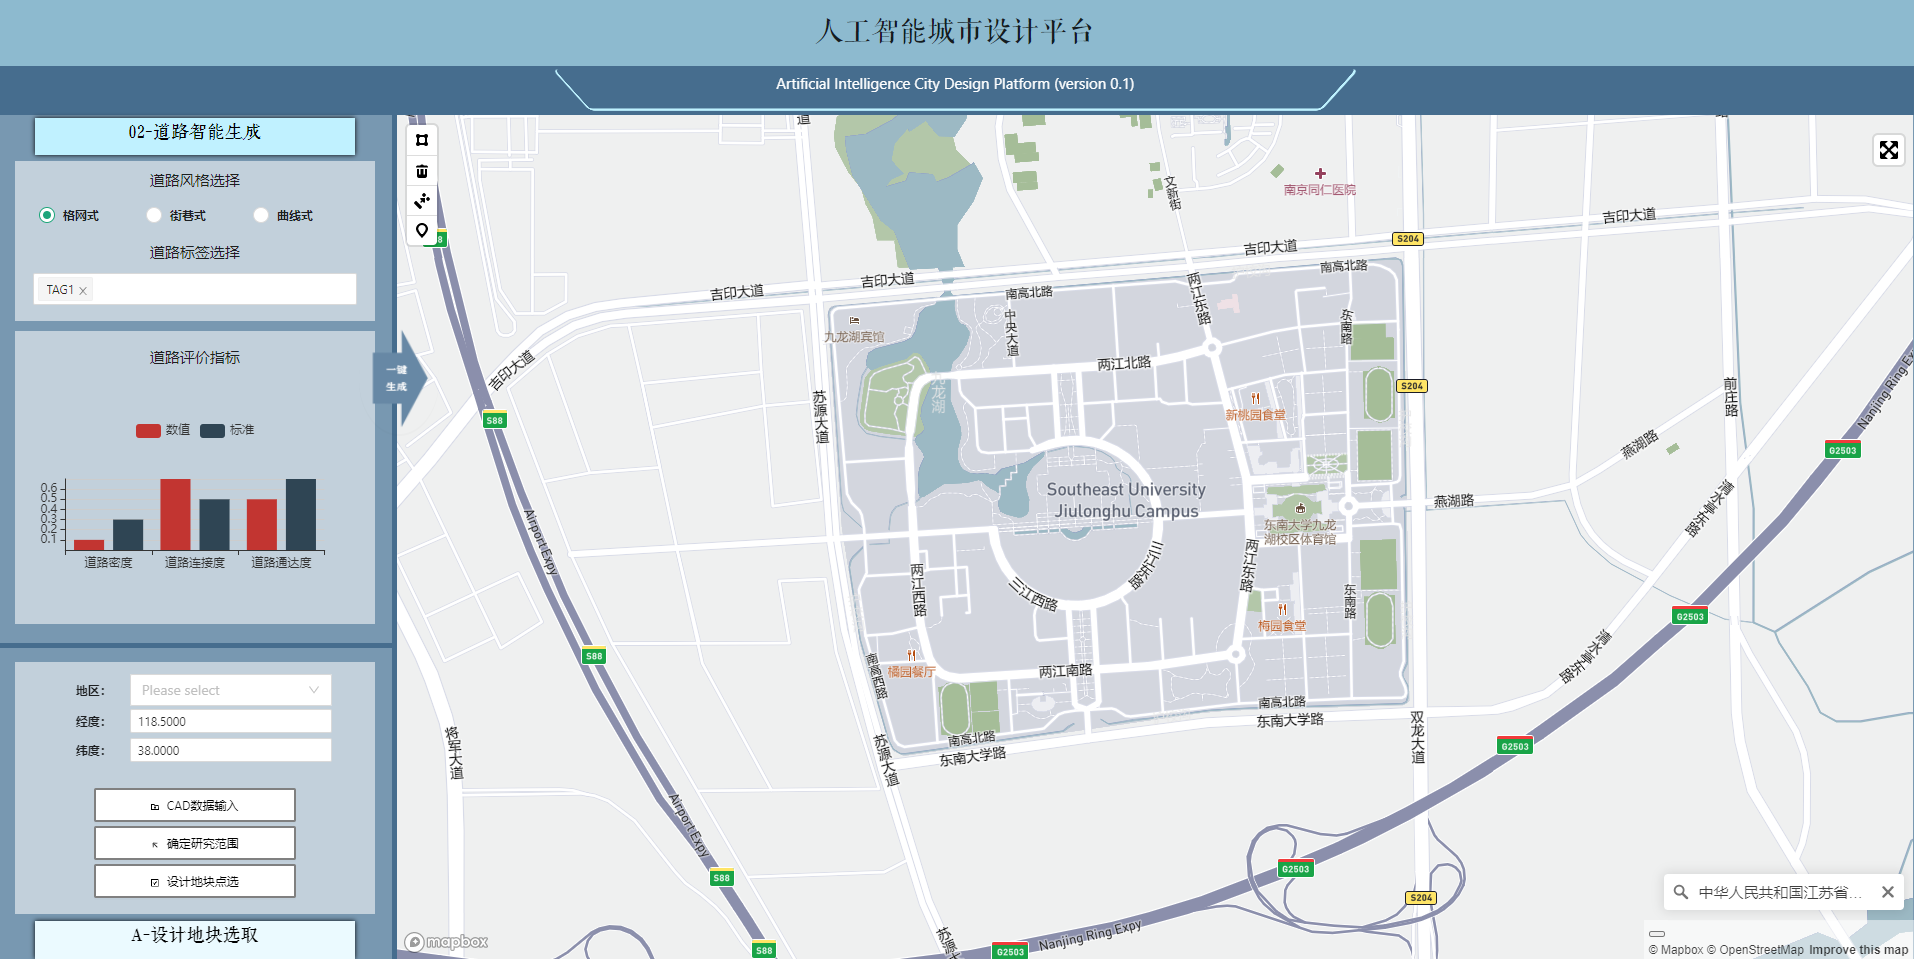 人工智能城市设计平台
Artificial Intelligence City Design Platform (version 0.1)
02-道路智能生成
道路风格选择
格网式 街巷式 曲线式
道路标签选择
TAG1 ×
道路评价指标
一键
生成
数值 标准
0.6
0.5
0.4
0.3
0.2
0.1
道路密度 道路连接度 道路通达度
地区: Please select
经度: 118.5000
纬度: 38.0000
CAD数据输入
确定研究范围
设计地块点选
A-设计地块选取
道
文新街
南京同仁医院
吉印大道
吉印大道
S204
吉印大道
吉印大道
吉印大道
南高北路
南高北路
两江东路
中央大道
东南路
九龙湖宾馆
两江北路
九龙湖
S204
前庄路
Nanjing Ring Ex
苏源大道
新桃园食堂
S88
燕湖路
G2503
Southeast University
Jiulonghu Campus
燕湖路
清水亭东路
东南大学九龙
湖校区体育馆
Airport Expy
三江东路
两江东路
两江西路
三江西路
东南路
梅园食堂
G2503
清水亭东路
S88
南高西路
橘园餐厅
两江南路
南高北路
东南大学路
双龙大道
将军大道
苏源大道
南高北路
东南大学路
G2503
Airport Expy
S88
G2503
S204
中华人民共和国江苏省...
苏源大
Nanjing Ring Expy
G2503
S88
mapbox
© Mapbox © OpenStreetMap Improve this map